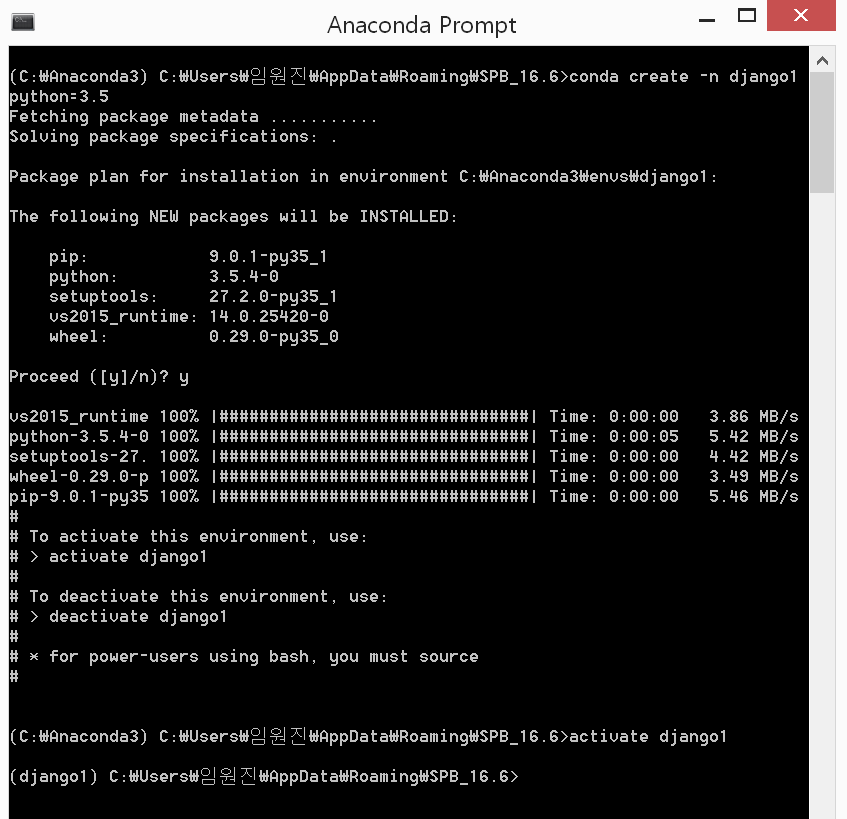 Anaconda Prompt
(C:₩Anaconda3) C:₩Users₩임원진₩AppData₩Roaming₩SPB_16.6>conda create -n django1
python=3.5
Fetching package metadata ...........
Solving package specifications: .
Package plan for installation in environment C:₩Anaconda3₩envs₩django1:
The following NEW packages will be INSTALLED:
pip: 9.0.1-py35_1
python: 3.5.4-0
setuptools: 27.2.0-py35_1
vs2015_runtime: 14.0.25420-0
wheel: 0.29.0-py35_0
Proceed ([y]/n)? y
vs2015_runtime 100% |###############################| Time: 0:00:00 3.86 MB/s
python-3.5.4-0 100% |###############################| Time: 0:00:05 5.42 MB/s
setuptools-27. 100% |###############################| Time: 0:00:00 4.42 MB/s
wheel-0.29.0-p 100% |###############################| Time: 0:00:00 3.49 MB/s
pip-9.0.1-py35 100% |###############################| Time: 0:00:00 5.46 MB/s
#
# To activate this environment, use:
# > activate django1
#
# To deactivate this environment, use:
# > deactivate django1
#
# * for power-users using bash, you must source
#
(C:₩Anaconda3) C:₩Users₩임원진₩AppData₩Roaming₩SPB_16.6>activate django1
(django1) C:₩Users₩임원진₩AppData₩Roaming₩SPB_16.6>